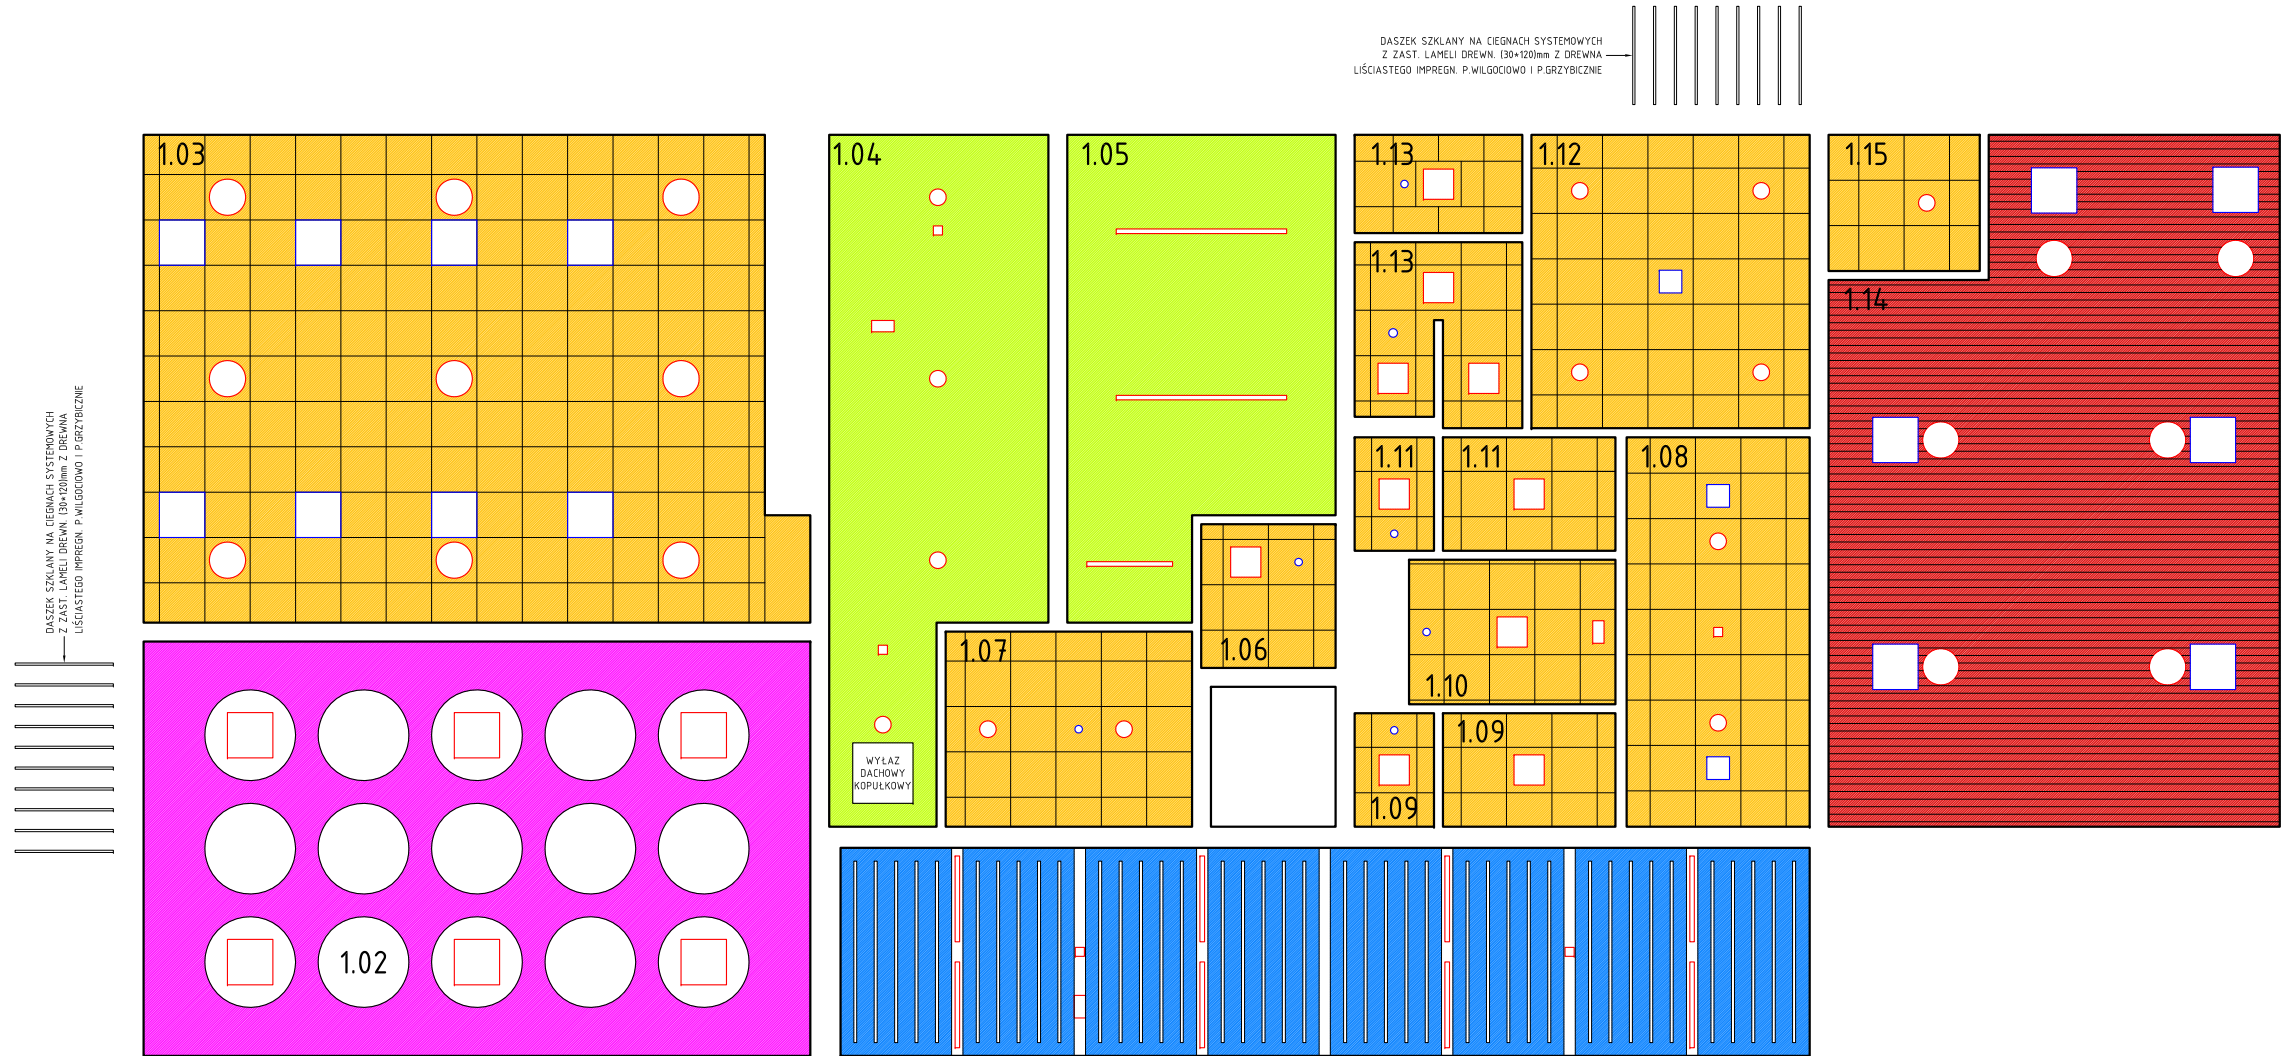 DASZEK SZKLANY NA CIEGNACH SYSTEMOWYCH
Z ZAST. LAMELI DREWN. (30*120)mm Z DREWNA
LIŚCIASTEGO IMPREGN. P.WILGOCIOWO I P.GRZYBICZNIE
1.03
1.04
1.05
1.13
1.12
1.15
1.13
1.14
1.11
1.11
1.08
DASZEK SZKLANY NA CIEGNACH SYSTEMOWYCH
Z ZAST. LAMELI DREWN. (30*120)mm Z DREWNA
LIŚCIASTEGO IMPREGN. P.WILGOCIOWO I P.GRZYBICZNIE
1.07
1.06
1.10
1.09
WYŁAZ
DACHOWY
KOPUŁKOWY
1.09
1.02